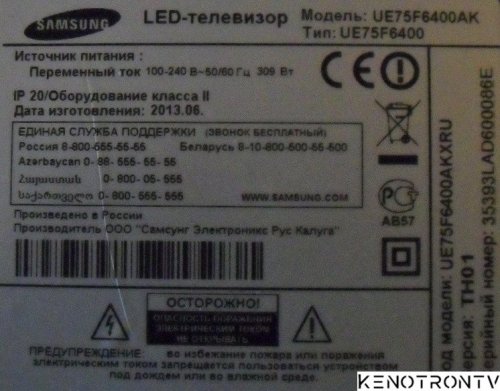 SAMSUNG
LED-телевизор
Модель: UE75F6400AK
Тип: UE75F6400
Источник питания :
Переменный ток 100-240 В~50/60 Гц 309 Вт
IP 20/Оборудование класса II
Дата изготовления: 2013.06.
ЕДИНАЯ СЛУЖБА ПОДДЕРЖКИ (ЗВОНОК БЕСПЛАТНЫЙ)
Россия 8-800-555-55-55 Беларусь 8-10-800-500-55-500
Azerbaycan 0-88-555-55-55
Հայաստան 0-800-05-555
საქართველო 0-800-555-555
WWW.SAMSUNG.COM
Произведено в России
Производитель ООО "Самсунг Электроникс Рус Калуга"
CE
PC
АВ57
ОСТОРОЖНО!
ОПАСНОСТЬ ПОРАЖЕНИЯ
ЭЛЕКТРИЧЕСКИМ ТОКОМ
НЕ ОТКРЫВАТЬ
ПРЕДУПРЕЖДЕНИЕ: во избежание пожара или поражения
электрическим током запрещается пользоваться устройством
под дождем или в условиях
од модели: UE75F6400AKXRU
ерсия: TH01
ерийный номер: 35393LAD600086E
KENOTRONTV